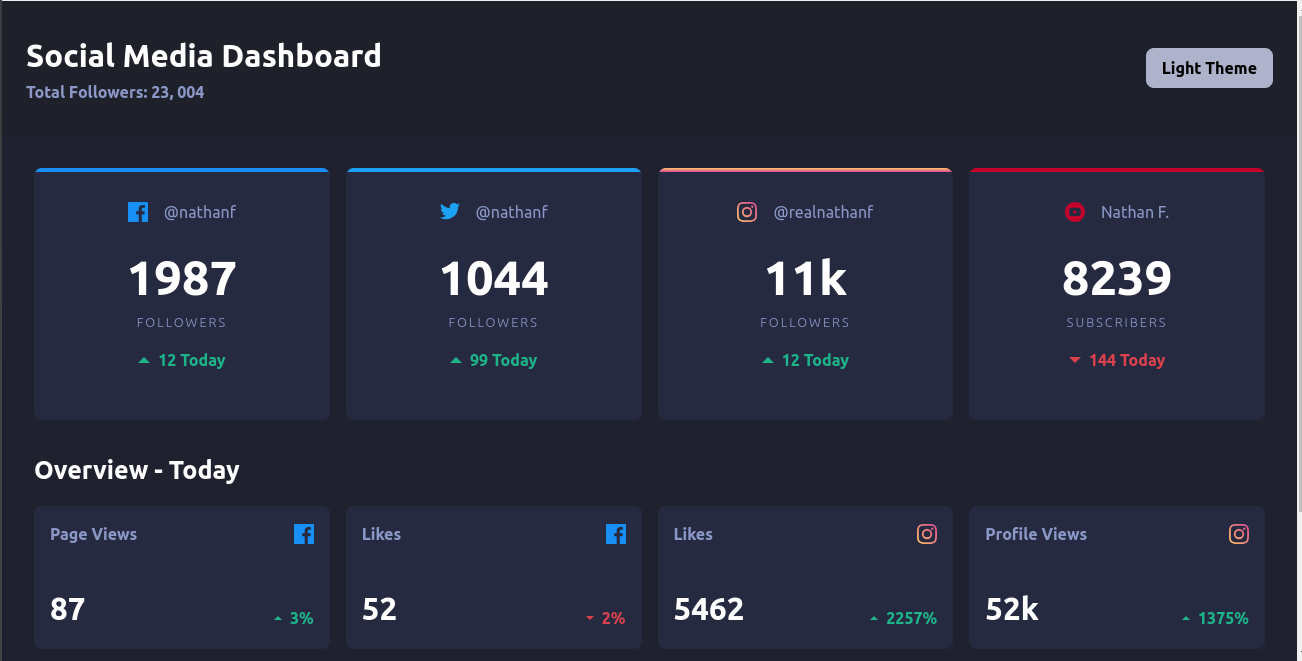 Social Media Dashboard
Total Followers: 23, 004
Light Theme
@nathanf
1987
FOLLOWERS
12 Today
@nathanf
1044
FOLLOWERS
99 Today
@realnathanf
11k
FOLLOWERS
12 Today
Nathan F.
8239
SUBSCRIBERS
144 Today
Overview - Today
Page Views
87
3%
Likes
52
2%
Likes
5462
2257%
Profile Views
52k
1375%